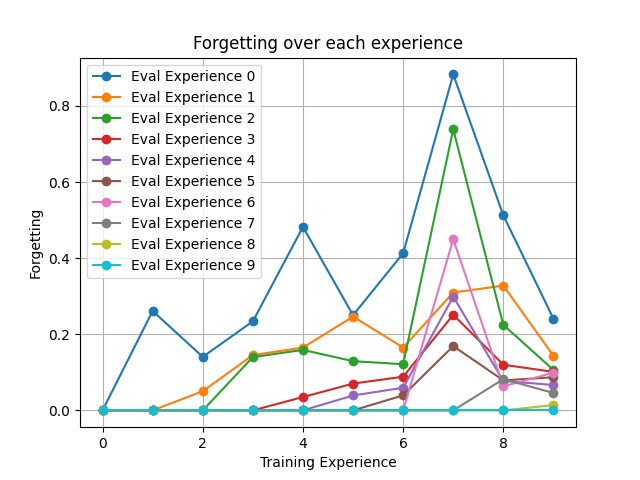 Forgetting over each experience
Forgetting
0.8
0.6
0.4
0.2
0.0
Eval Experience 0
Eval Experience 1
Eval Experience 2
Eval Experience 3
Eval Experience 4
Eval Experience 5
Eval Experience 6
Eval Experience 7
Eval Experience 8
Eval Experience 9
0 2 4 6 8
Training Experience